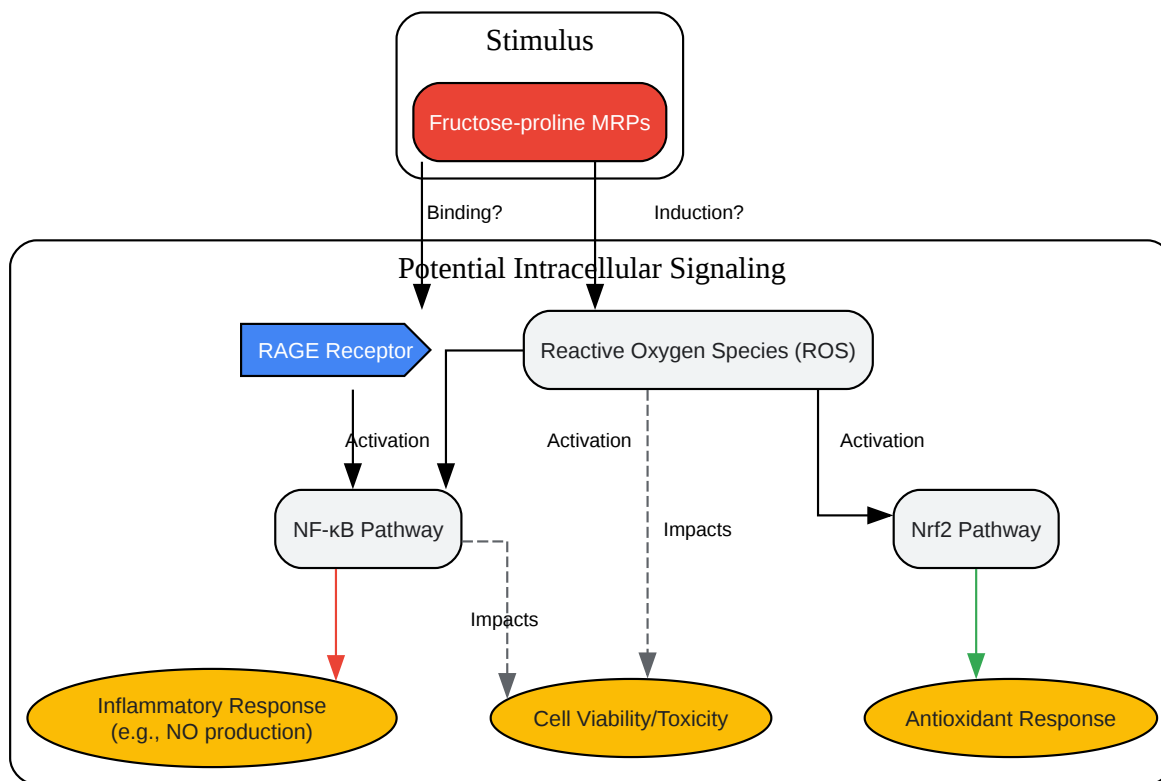 Stimulus
Fructose-proline MRPs
Binding?
Induction?
Potential Intracellular Signaling
RAGE Receptor
Reactive Oxygen Species (ROS)
Activation
Activation
Activation
NF-κB Pathway
Impacts
Nrf2 Pathway
Impacts
Inflammatory Response
(e.g., NO production)
Cell Viability/Toxicity
Antioxidant Response